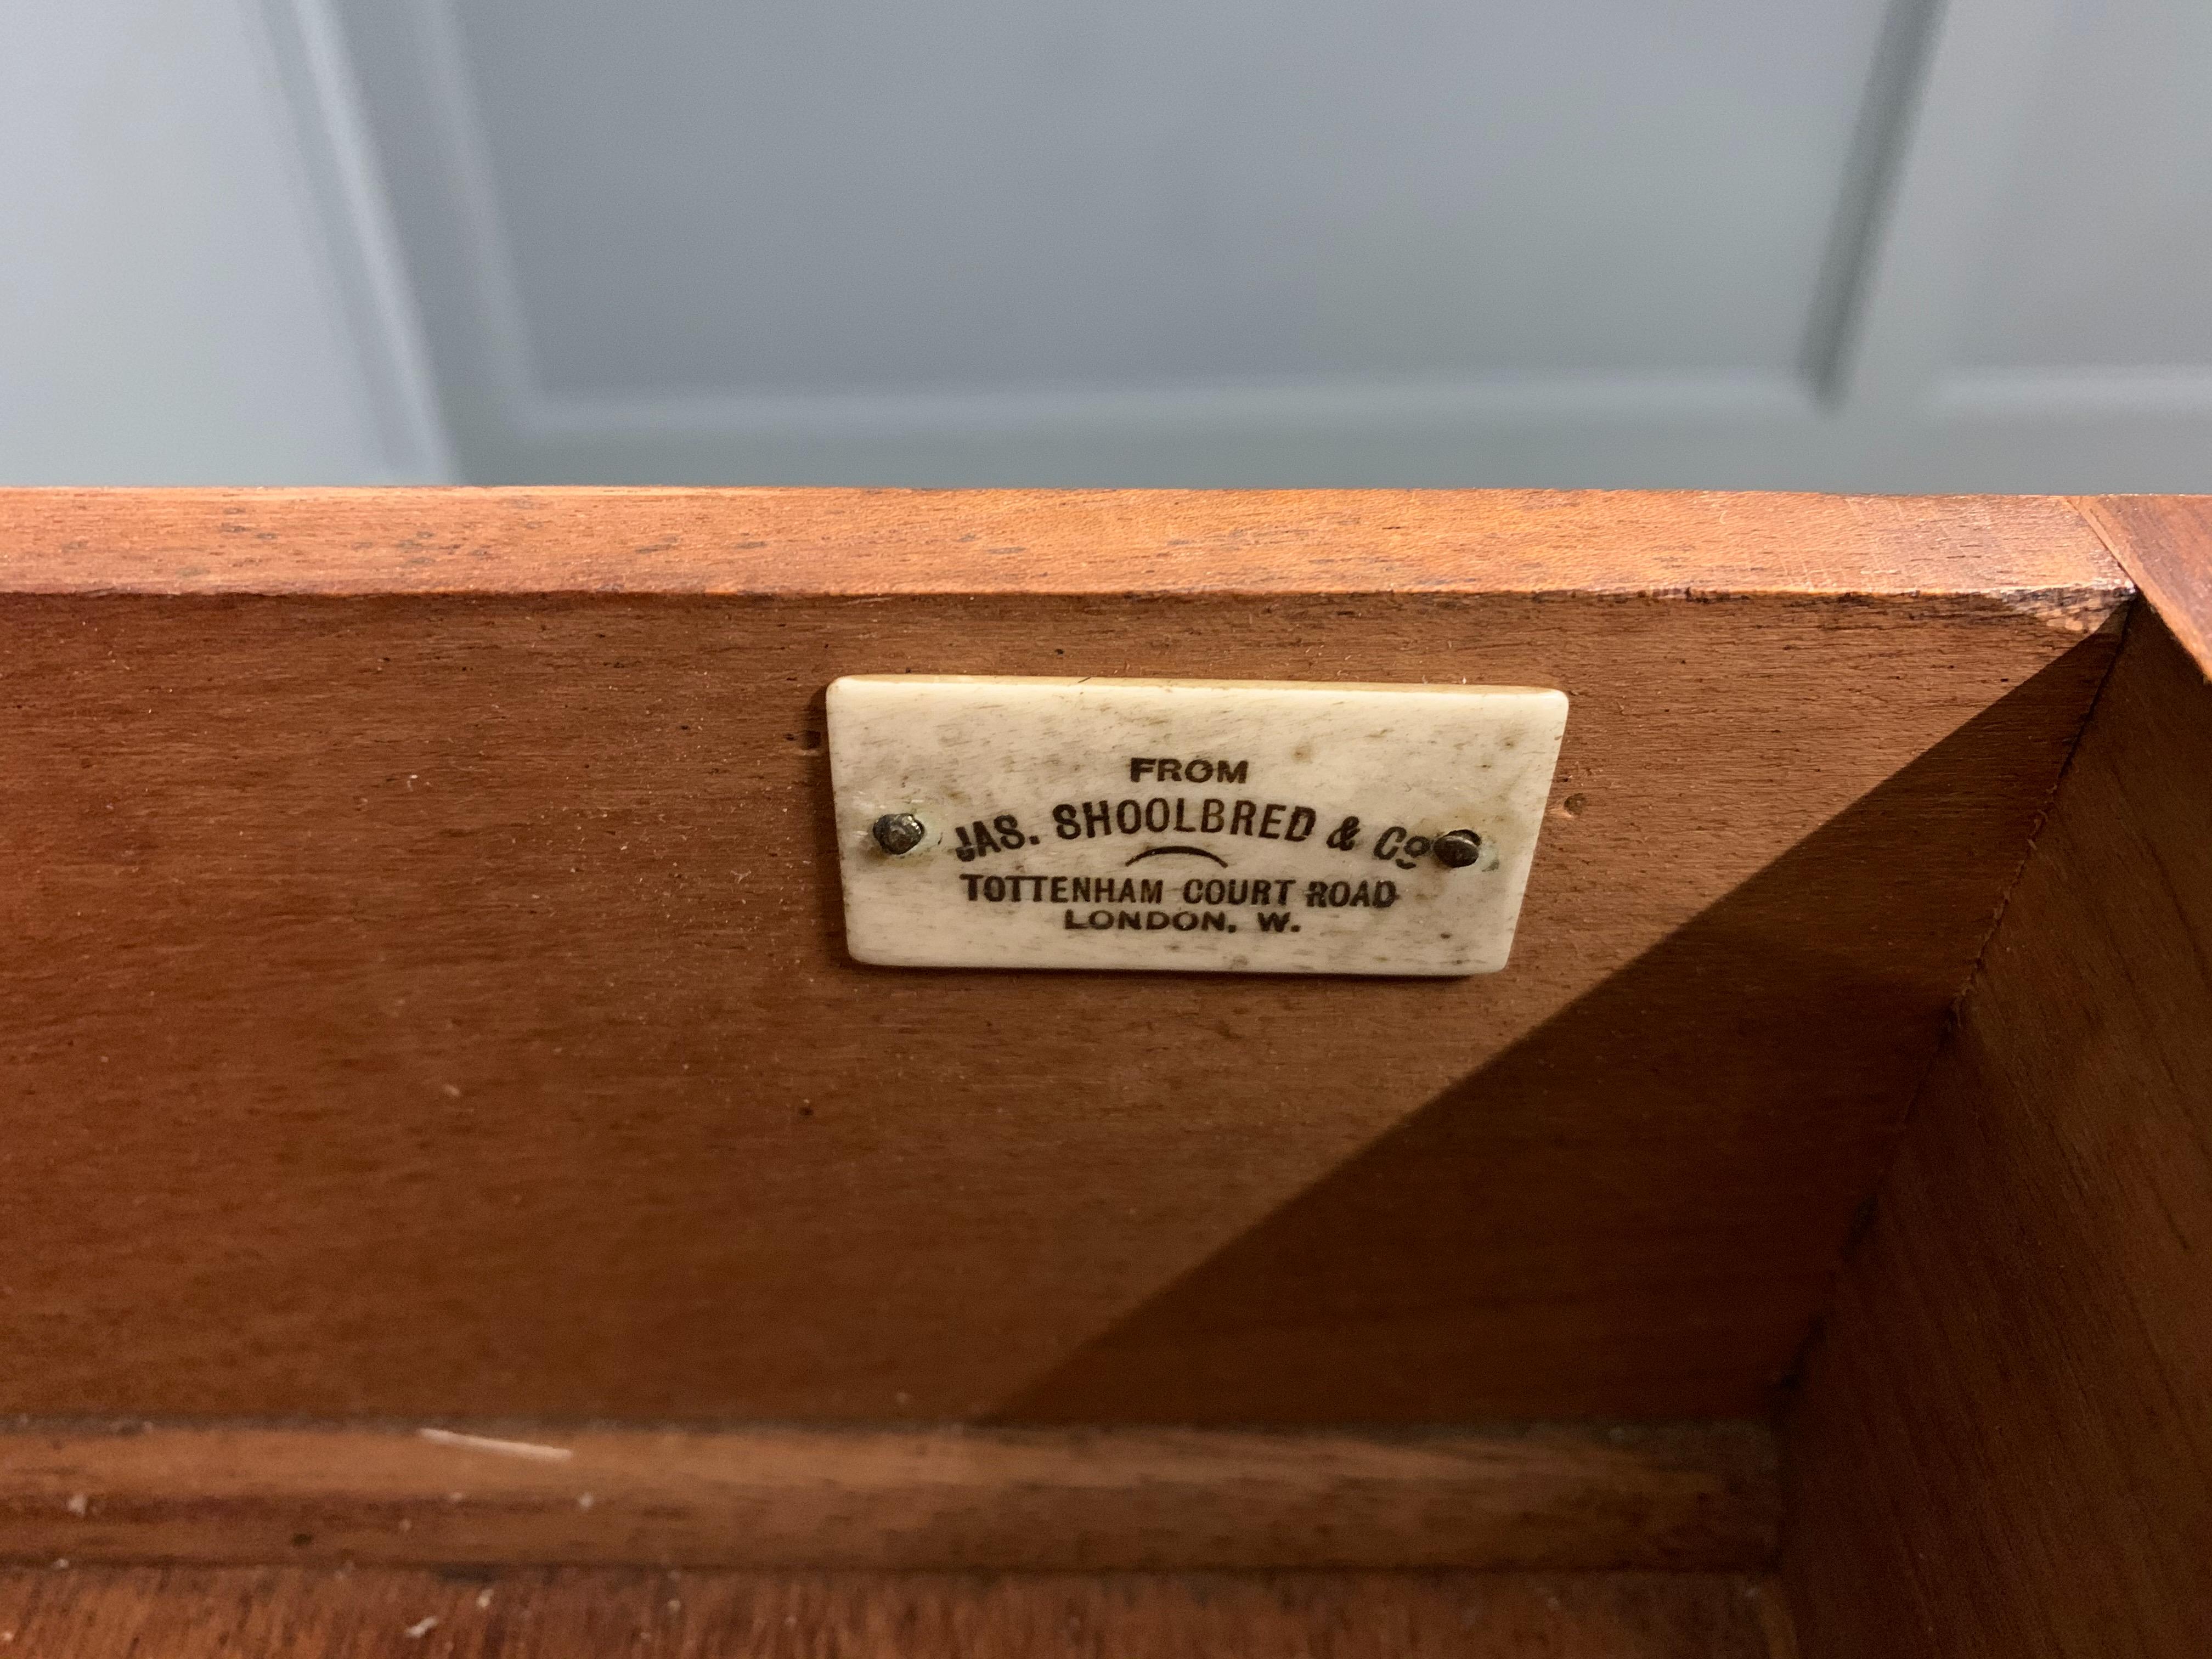 FROM
JAS. SHOOLBRED & Co
TOTTENHAM COURT ROAD
LONDON. W.